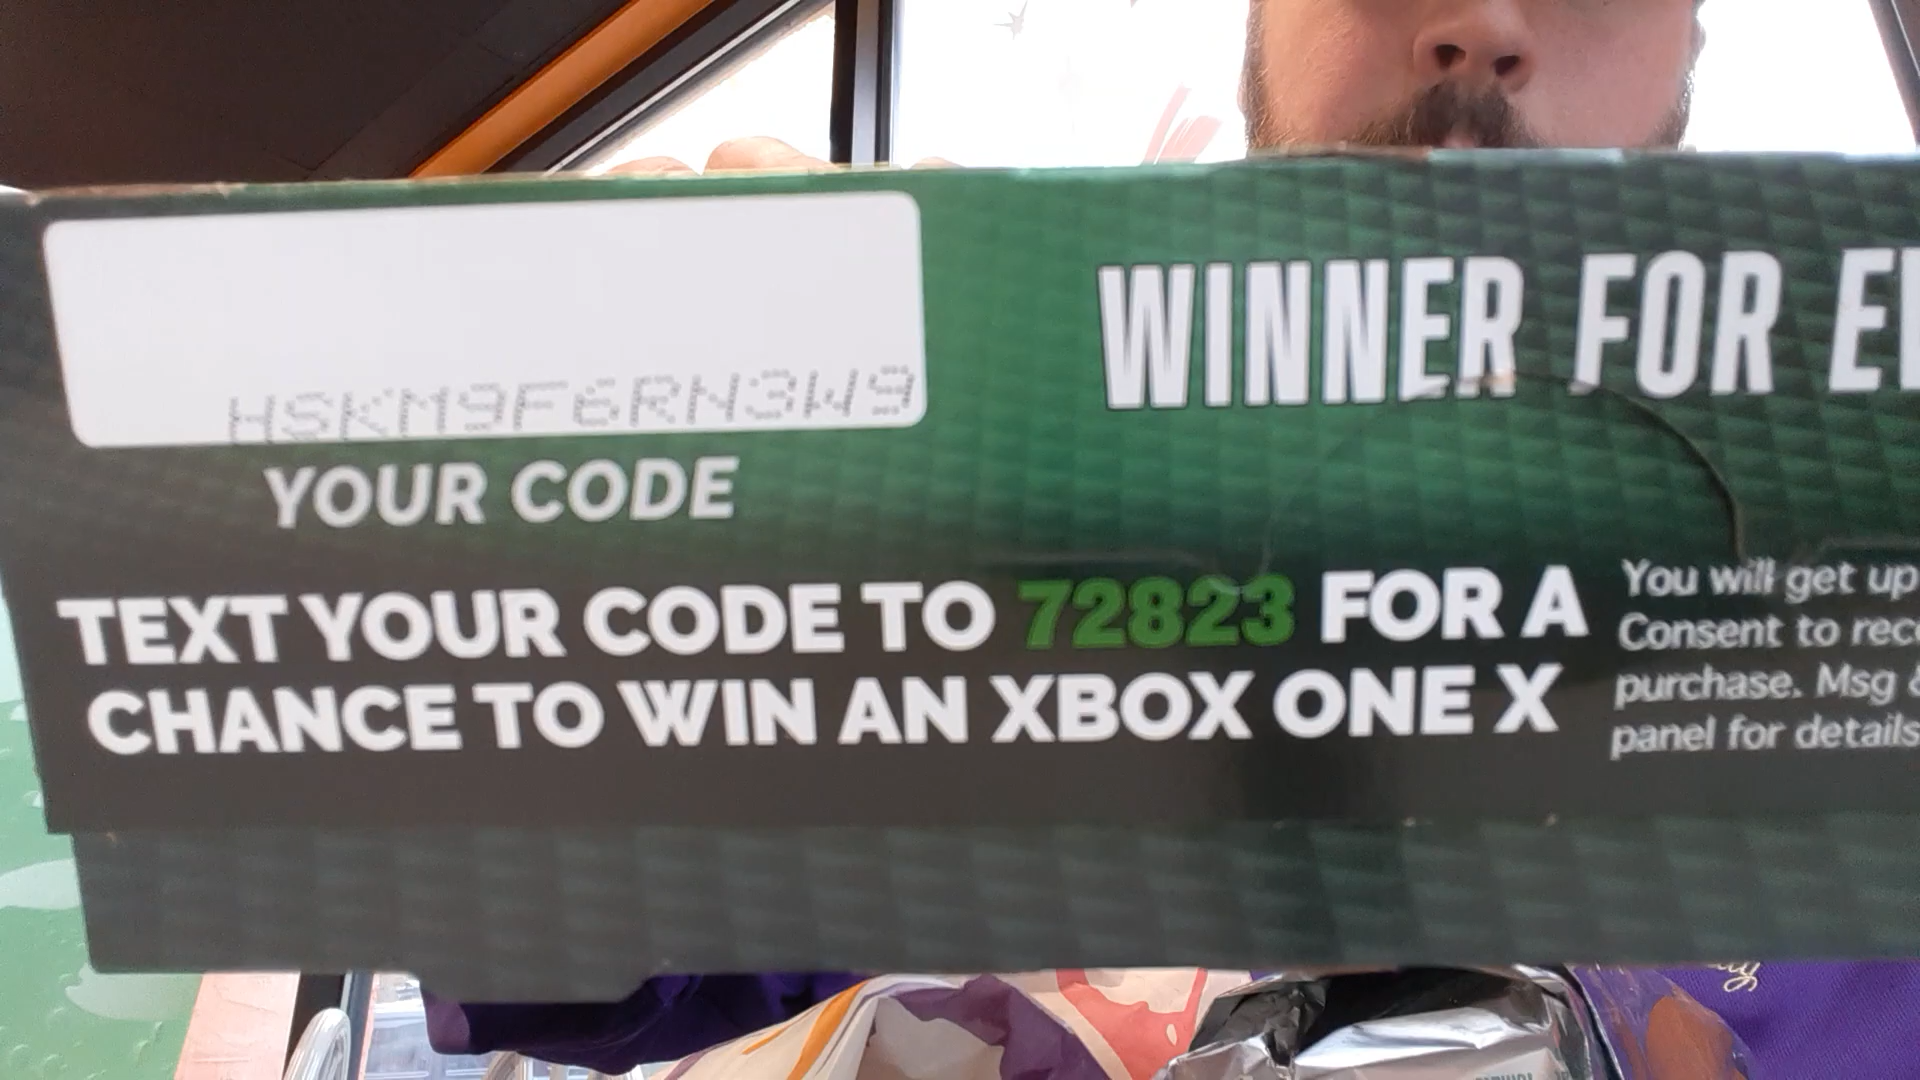 HSKM9F6RN3W9
YOUR CODE
WINNER FOR
TEXT YOUR CODE TO 72823 FOR A
CHANCE TO WIN AN XBOX ONE X
You will get up
Consent to
purchase. Msg &
panel for details